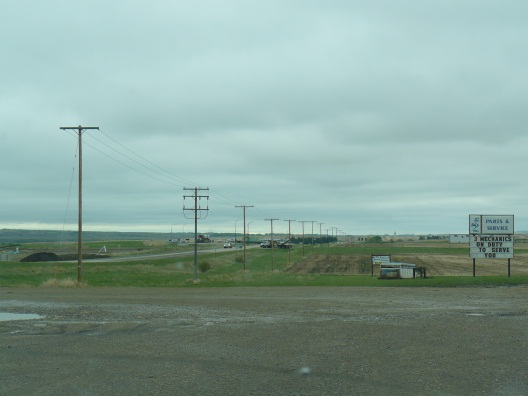 PARTS &
SERVICE
3 MECHANICS
ON DUTY
TO SERVE
YOU